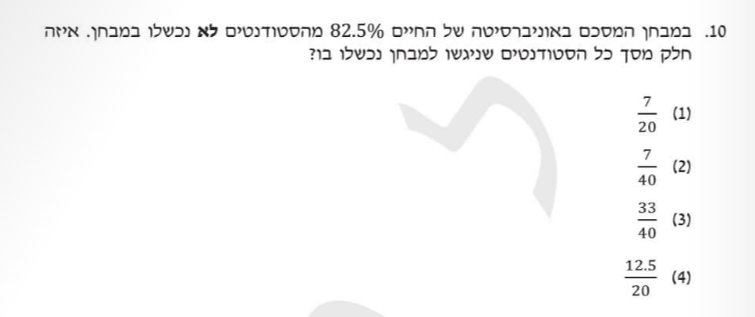 10. במבחן המסכם באוניברסיטה של החיים 82.5% מהסטודנטים לא נכשלו במבחן. איזה
חלק מסך כל הסטודנטים שניגשו למבחן נכשלו בו?
(1) 7/20
(2) 7/40
(3) 33/40
(4) 12.5/20